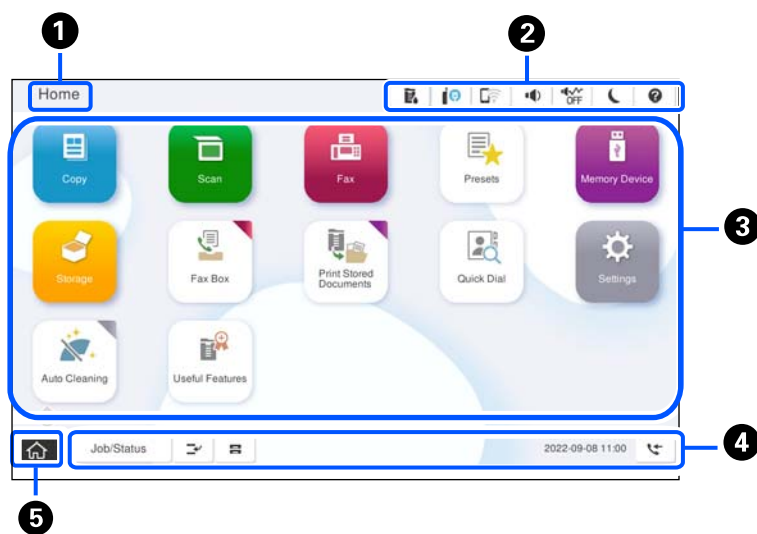 1
2
Home
OFF
Copy
Scan
Fax
Presets
Memory Device
3
Storage
Fax Box
Print Stored
Documents
Quick Dial
Settings
Auto Cleaning
Useful Features
Job/Status
2022-09-08 11:00
4
5